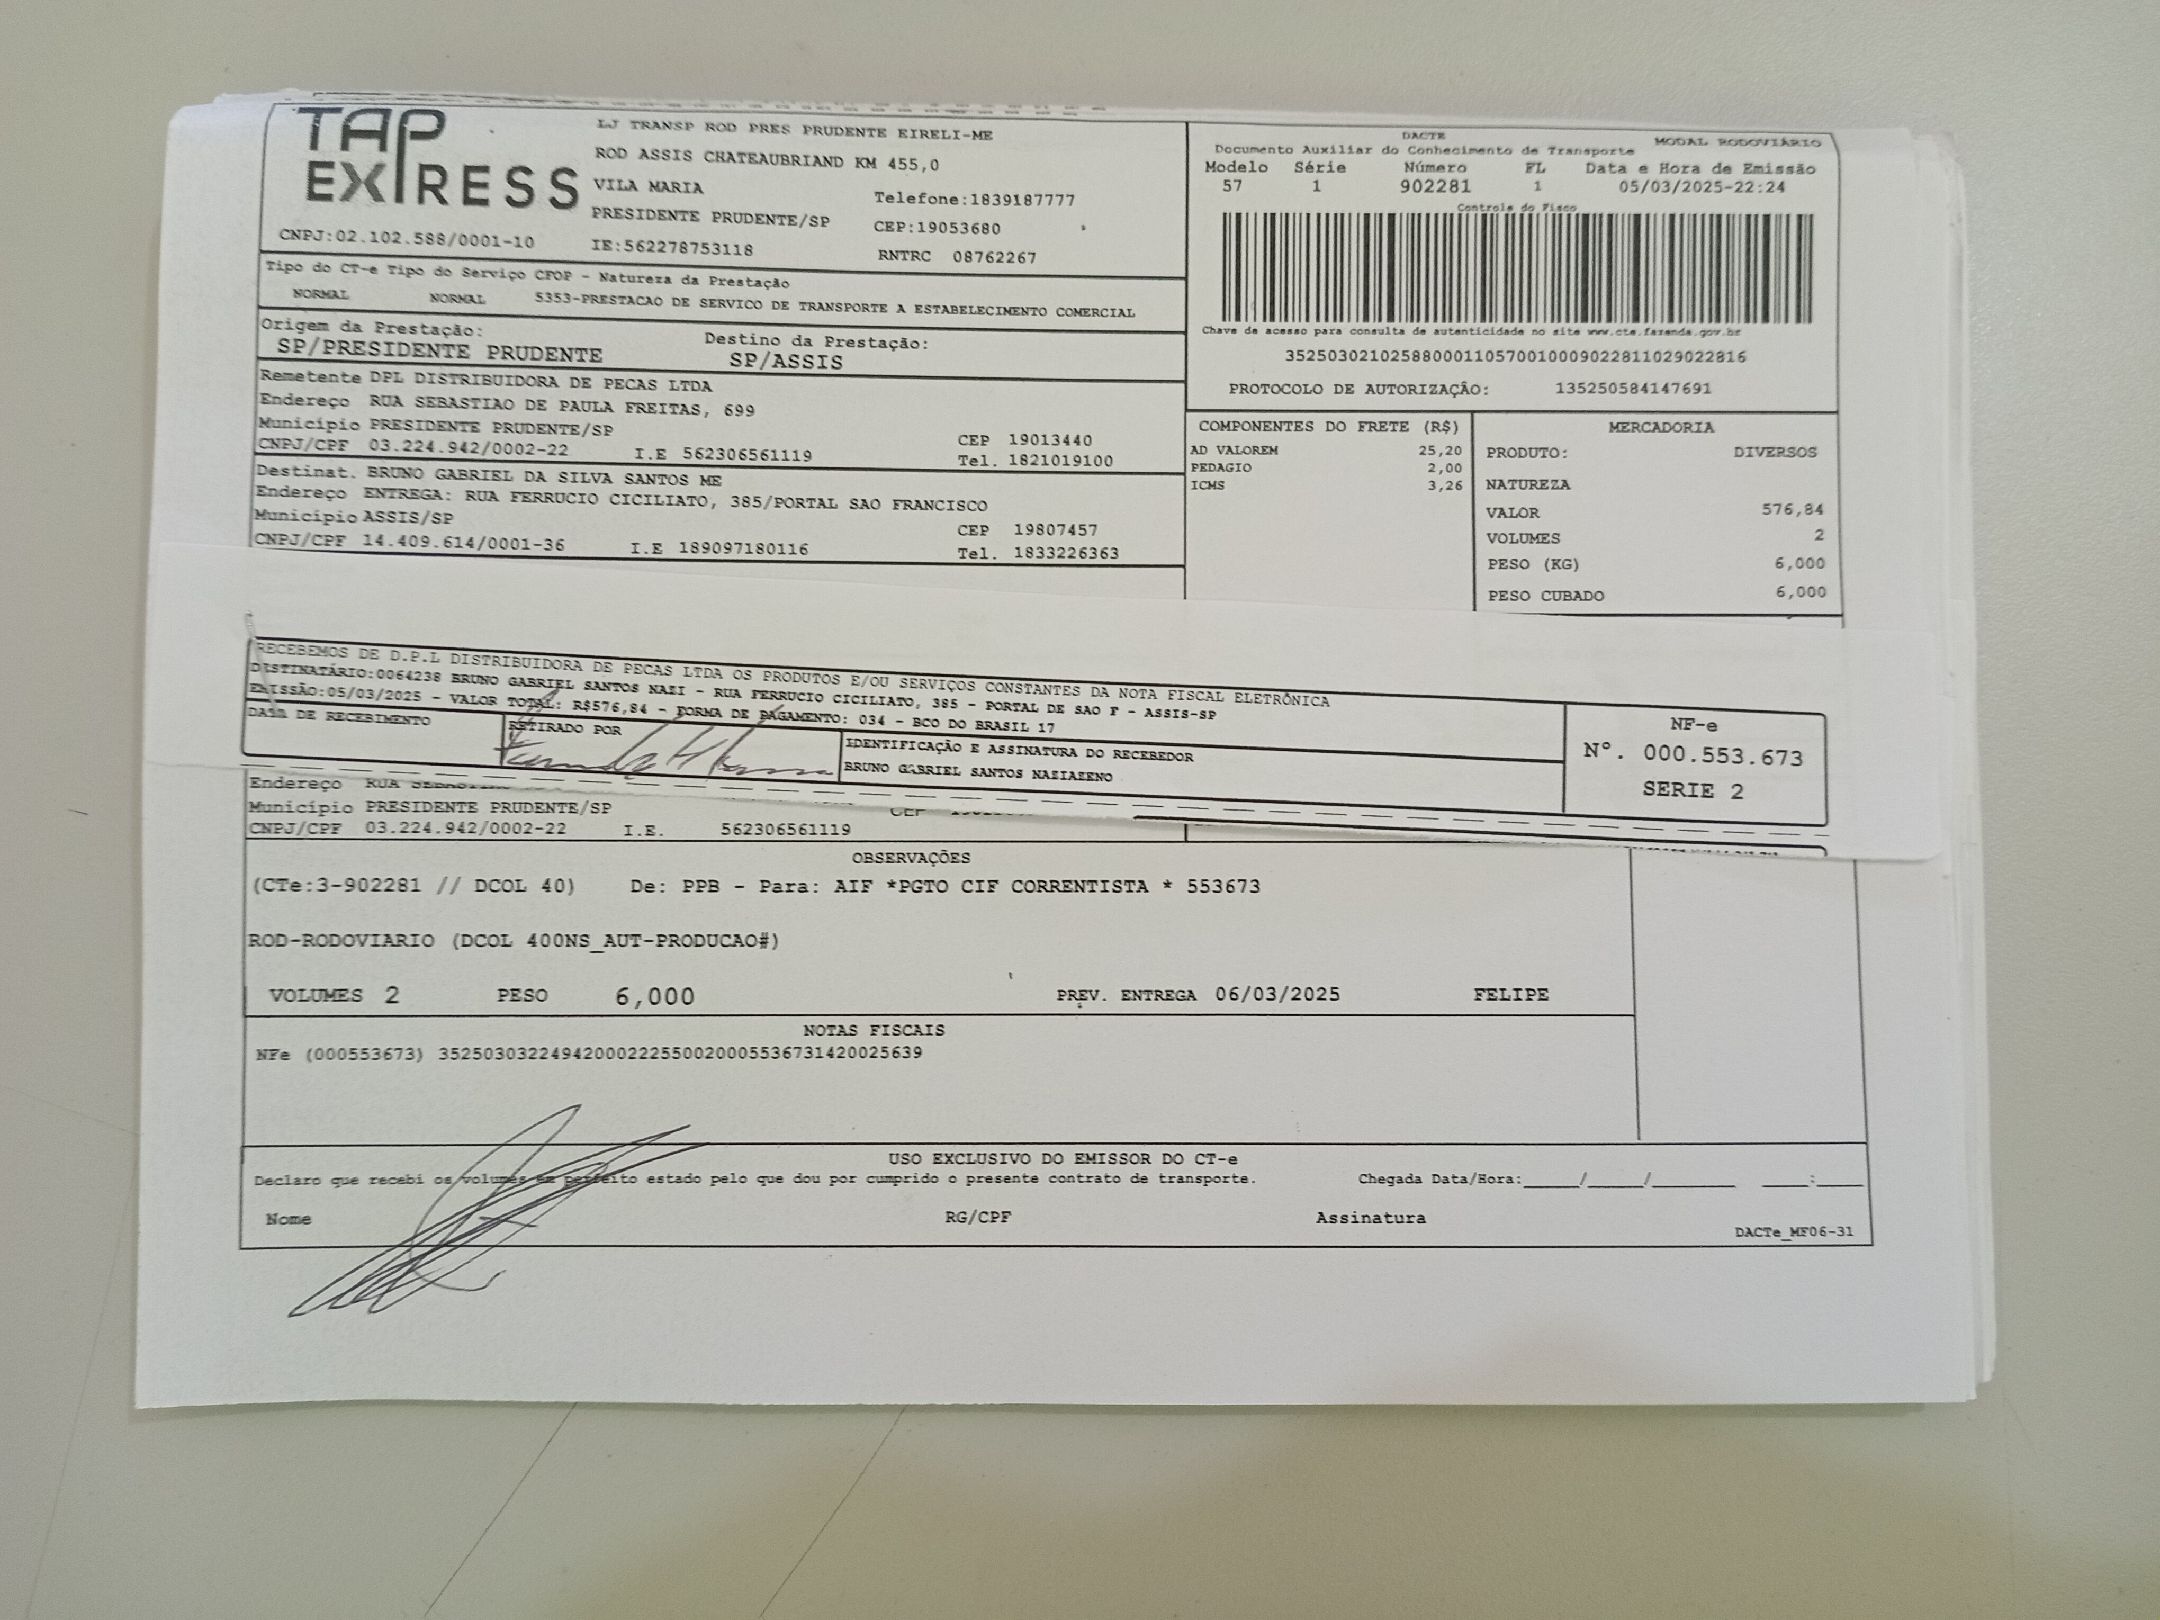 TAP EXPRESS
LJ TRANSP ROD PRES PRUDENTE EIRELI-ME
ROD ASSIS CHATEAUBRIAND KM 455,0
VILA MARIA
Telefone:1839187777
PRESIDENTE PRUDENTE/SP
CEP:19053680
CNPJ:02.102.588/0001-10 IE:562278753118
RNTRC 08762267
DACTE
MODAL RODOVIÁRIO
Documento Auxiliar do Conhecimento de Transporte
Modelo Série Número FL Data e Hora de Emissão
57 1 902281 1 05/03/2025-22:24
Controle do Fisco
Chave de acesso para consulta de autenticidade no site www.cte.fazenda.gov.br
35250302102588000110570010009022811029022816
PROTOCOLO DE AUTORIZAÇÃO: 135250584147691
Tipo do CT-e Tipo do Serviço CFOP - Natureza da Prestação
NORMAL NORMAL 5353-PRESTACAO DE SERVICO DE TRANSPORTE A ESTABELECIMENTO COMERCIAL
Origem da Prestação: Destino da Prestação:
SP/PRESIDENTE PRUDENTE SP/ASSIS
Remetente DPL DISTRIBUIDORA DE PECAS LTDA
Endereço RUA SEBASTIAO DE PAULA FREITAS, 699
Município PRESIDENTE PRUDENTE/SP CEP 19013440
CNPJ/CPF 03.224.942/0002-22 I.E 562306561119 Tel. 1821019100
Destinat. BRUNO GABRIEL DA SILVA SANTOS ME
Endereço ENTREGA: RUA FERRUCIO CICILIATO, 385/PORTAL SAO FRANCISCO
Município ASSIS/SP CEP 19807457
CNPJ/CPF 14.409.614/0001-36 I.E 189097180116 Tel. 1833226363
COMPONENTES DO FRETE (R$)
AD VALOREM 25,20
PEDAGIO 2,00
ICMS 3,26
MERCADORIA
PRODUTO: DIVERSOS
NATUREZA
VALOR 576,84
VOLUMES 2
PESO (KG) 6,000
PESO CUBADO 6,000
RECEBEMOS DE D.P.L DISTRIBUIDORA DE PECAS LTDA OS PRODUTOS E/OU SERVIÇOS CONSTANTES DA NOTA FISCAL ELETRÔNICA
DISTINATÁRIO:0064238 BRUNO GABRIEL SANTOS NAZI - RUA FERRUCIO CICILIATO, 385 - PORTAL DE SAO F - ASSIS-SP
EMISSÃO:05/03/2025 - VALOR TOTAL: R$576,84 - FORMA DE PAGAMENTO: 034 - BCO DO BRASIL 17
DATA DE RECEBIMENTO RETIRADO POR IDENTIFICAÇÃO E ASSINATURA DO RECEBEDOR
BRUNO GABRIEL SANTOS NAZIAZENO
NF-e
Nº. 000.553.673
SERIE 2
Endereço RUA
Município PRESIDENTE PRUDENTE/SP
CNPJ/CPF 03.224.942/0002-22 I.E. 562306561119
OBSERVAÇÕES
(CTe:3-902281 // DCOL 40) De: PPB - Para: AIF *PGTO CIF CORRENTISTA * 553673
ROD-RODOVIARIO (DCOL 400NS_AUT-PRODUCAO#)
VOLUMES 2 PESO 6,000 PREV. ENTREGA 06/03/2025 FELIPE
NOTAS FISCAIS
NFe (000553673) 35250303224942000222550020005536731420025639
USO EXCLUSIVO DO EMISSOR DO CT-e
Declaro que recebi os volumes em perfeito estado pelo que dou por cumprido o presente contrato de transporte. Chegada Data/Hora:_____/_____/________ ____:____
Nome RG/CPF Assinatura
DACTe_MF06-31